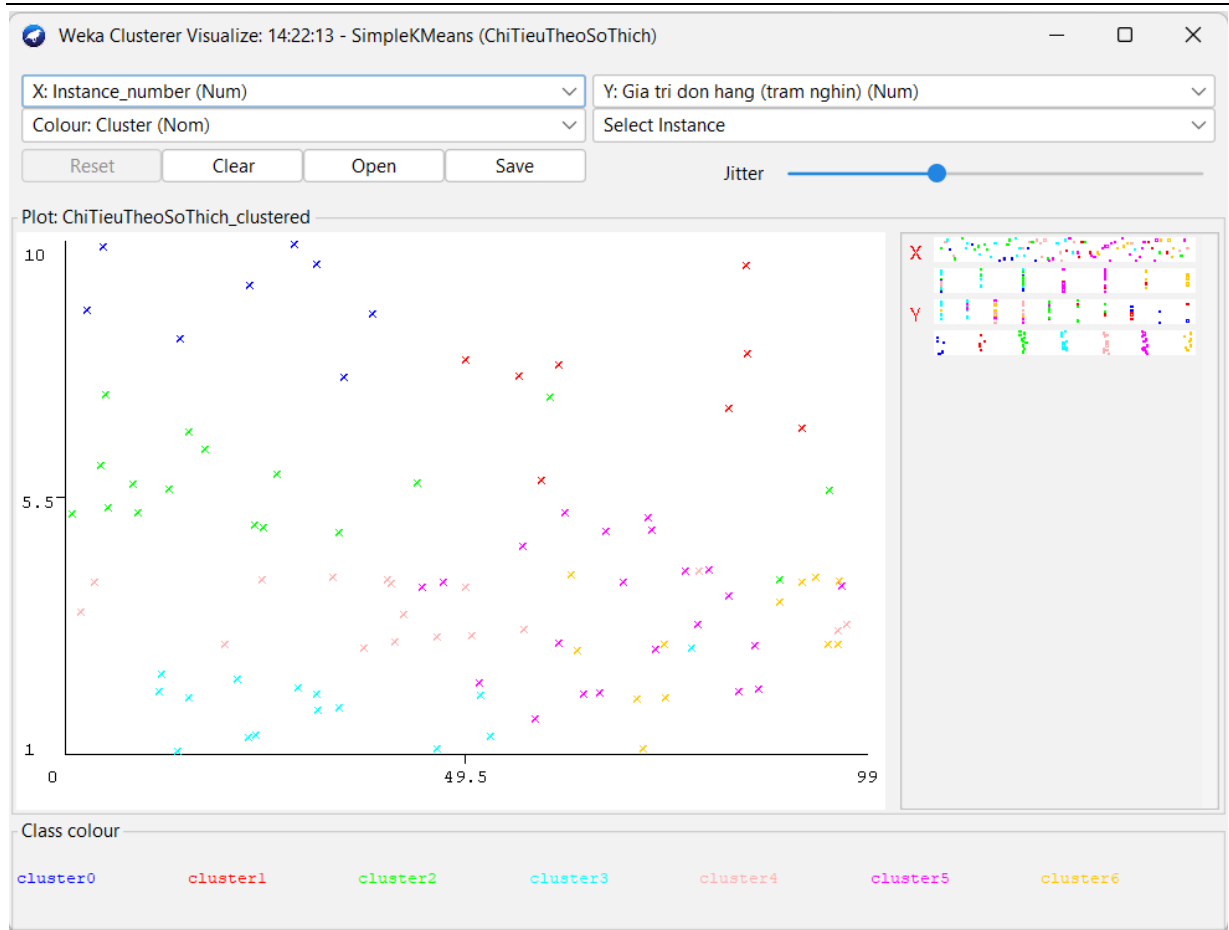 Weka Clusterer Visualize: 14:22:13 - SimpleKMeans (ChiTieuTheoSoThich)
X: Instance_number (Num) Y: Gia tri don hang (tram nghin) (Num)
Colour: Cluster (Nom) Select Instance
Reset Clear Open Save Jitter
Plot: ChiTieuTheoSoThich_clustered
10
5.5
1
0 49.5 99
X
Y
Class colour
cluster0 cluster1 cluster2 cluster3 cluster4 cluster5 cluster6